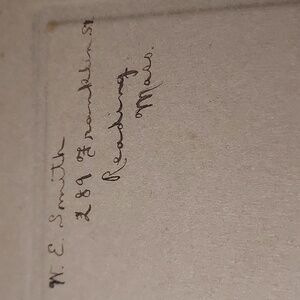 W. E. Smith
289 Franklin St
Reading
Mass.